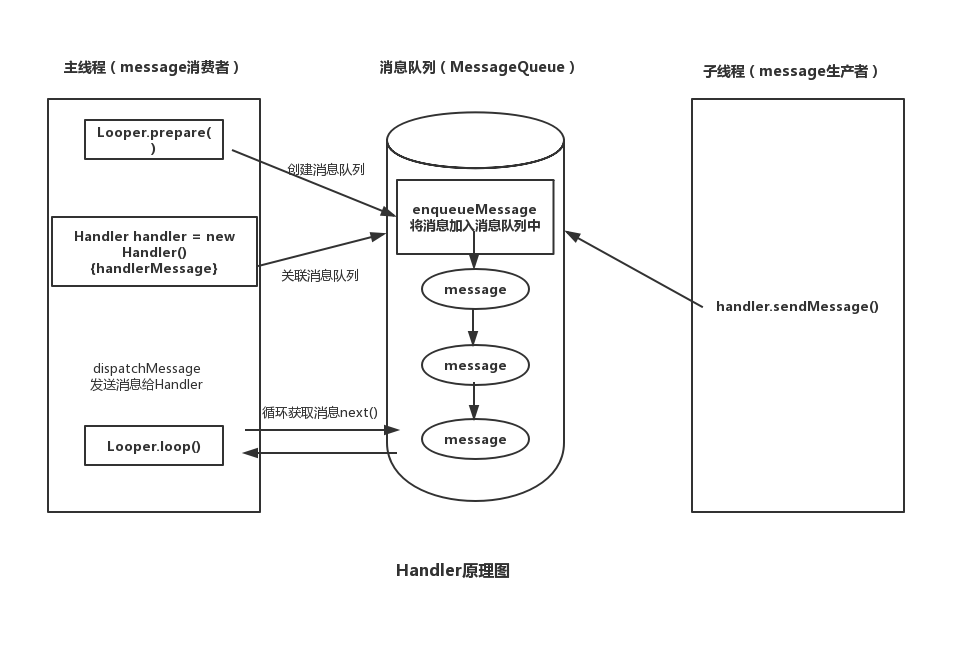 主线程（message消费者）
消息队列（MessageQueue）
子线程（message生产者）
Looper.prepare(
)
创建消息队列
enqueueMessage
将消息加入消息队列中
Handler handler = new
Handler()
{handlerMessage}
关联消息队列
message
handler.sendMessage()
message
dispatchMessage
发送消息给Handler
循环获取消息next()
message
Looper.loop()
Handler原理图